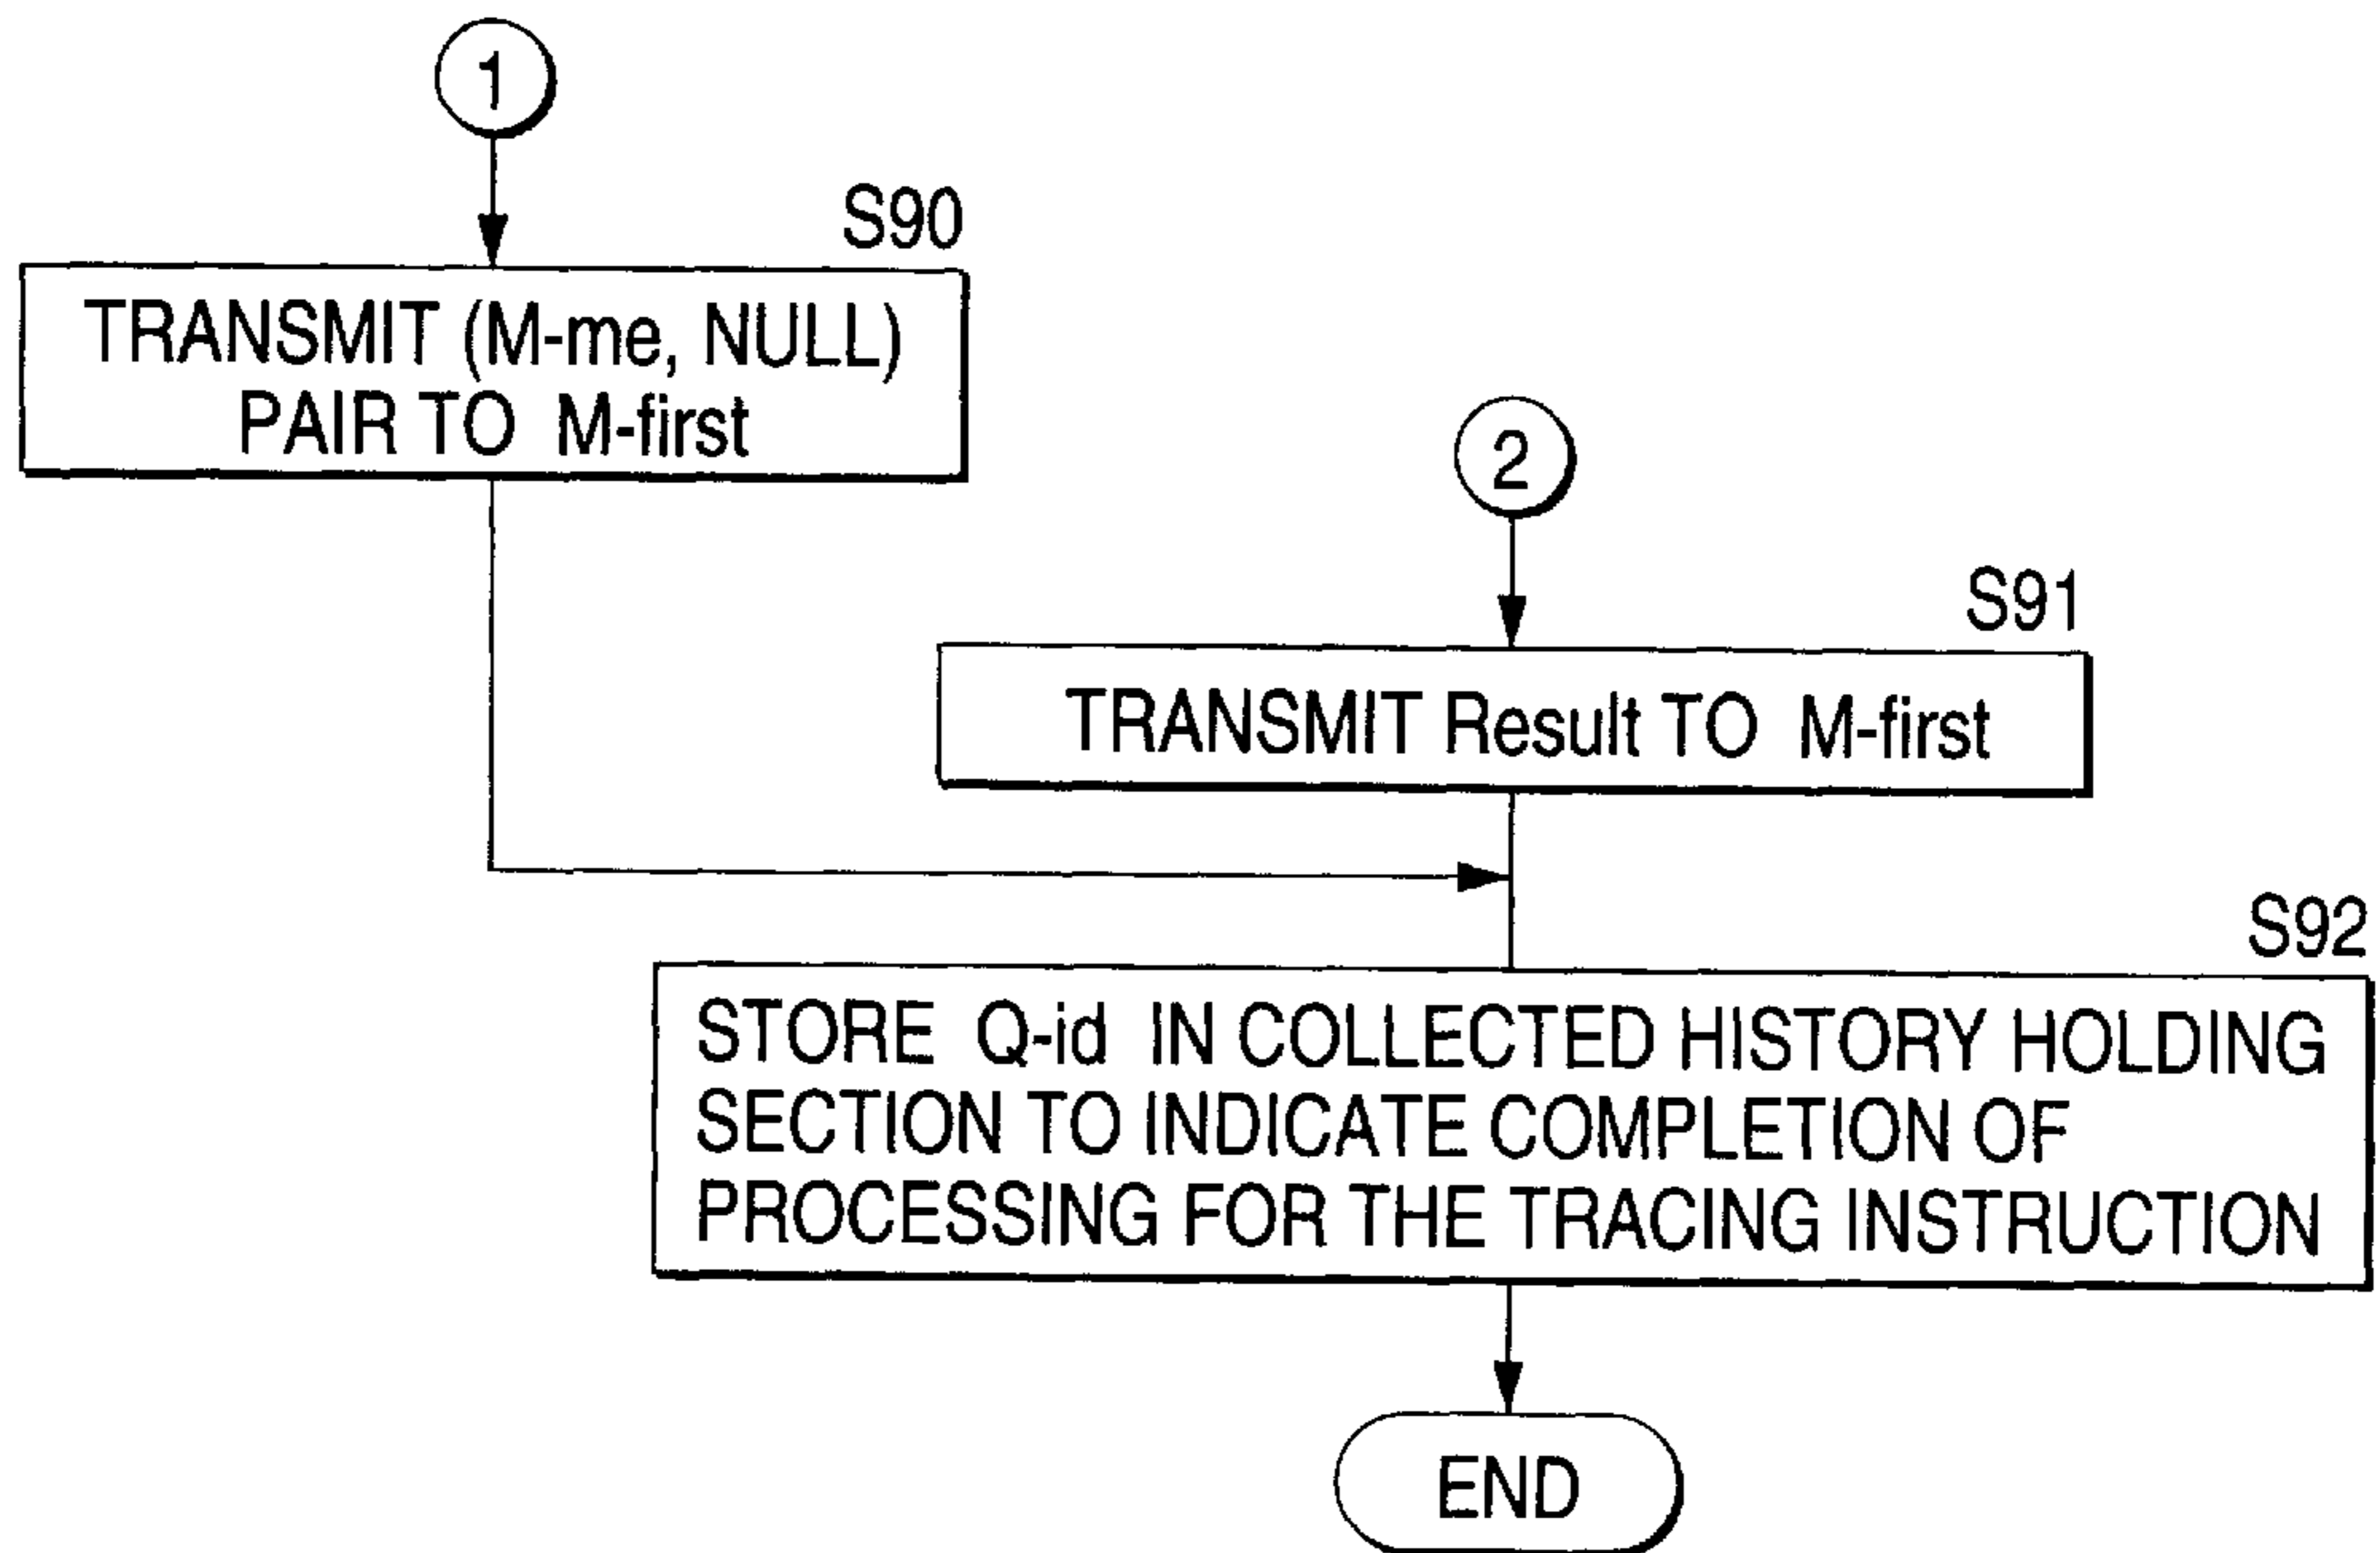 1
S90
TRANSMIT (M-me, NULL)
PAIR TO M-first
2
S91
TRANSMIT Result TO M-first
S92
STORE Q-id IN COLLECTED HISTORY HOLDING
SECTION TO INDICATE COMPLETION OF
PROCESSING FOR THE TRACING INSTRUCTION
END